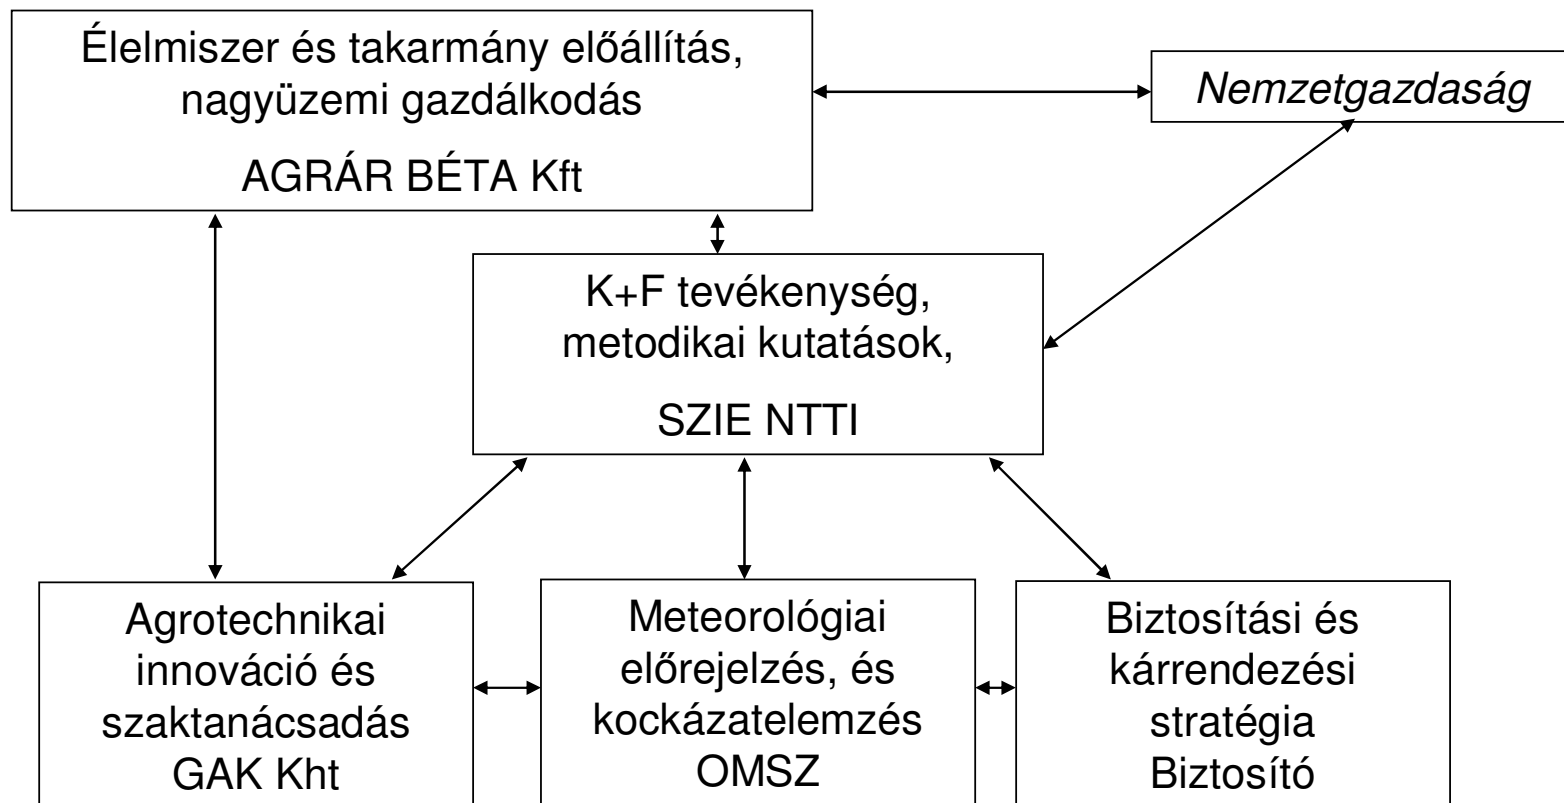 Élelmiszer és takarmány előállítás,
nagyüzemi gazdálkodás
AGRÁR BÉTA Kft
Nemzetgazdaság
K+F tevékenység,
metodikai kutatások,
SZIE NTTI
Agrotechnikai
innováció és
szaktanácsadás
GAK Kht
Meteorológiai
előrejelzés, és
kockázatelemzés
OMSZ
Biztosítási és
kárrendezési
stratégia
Biztosító